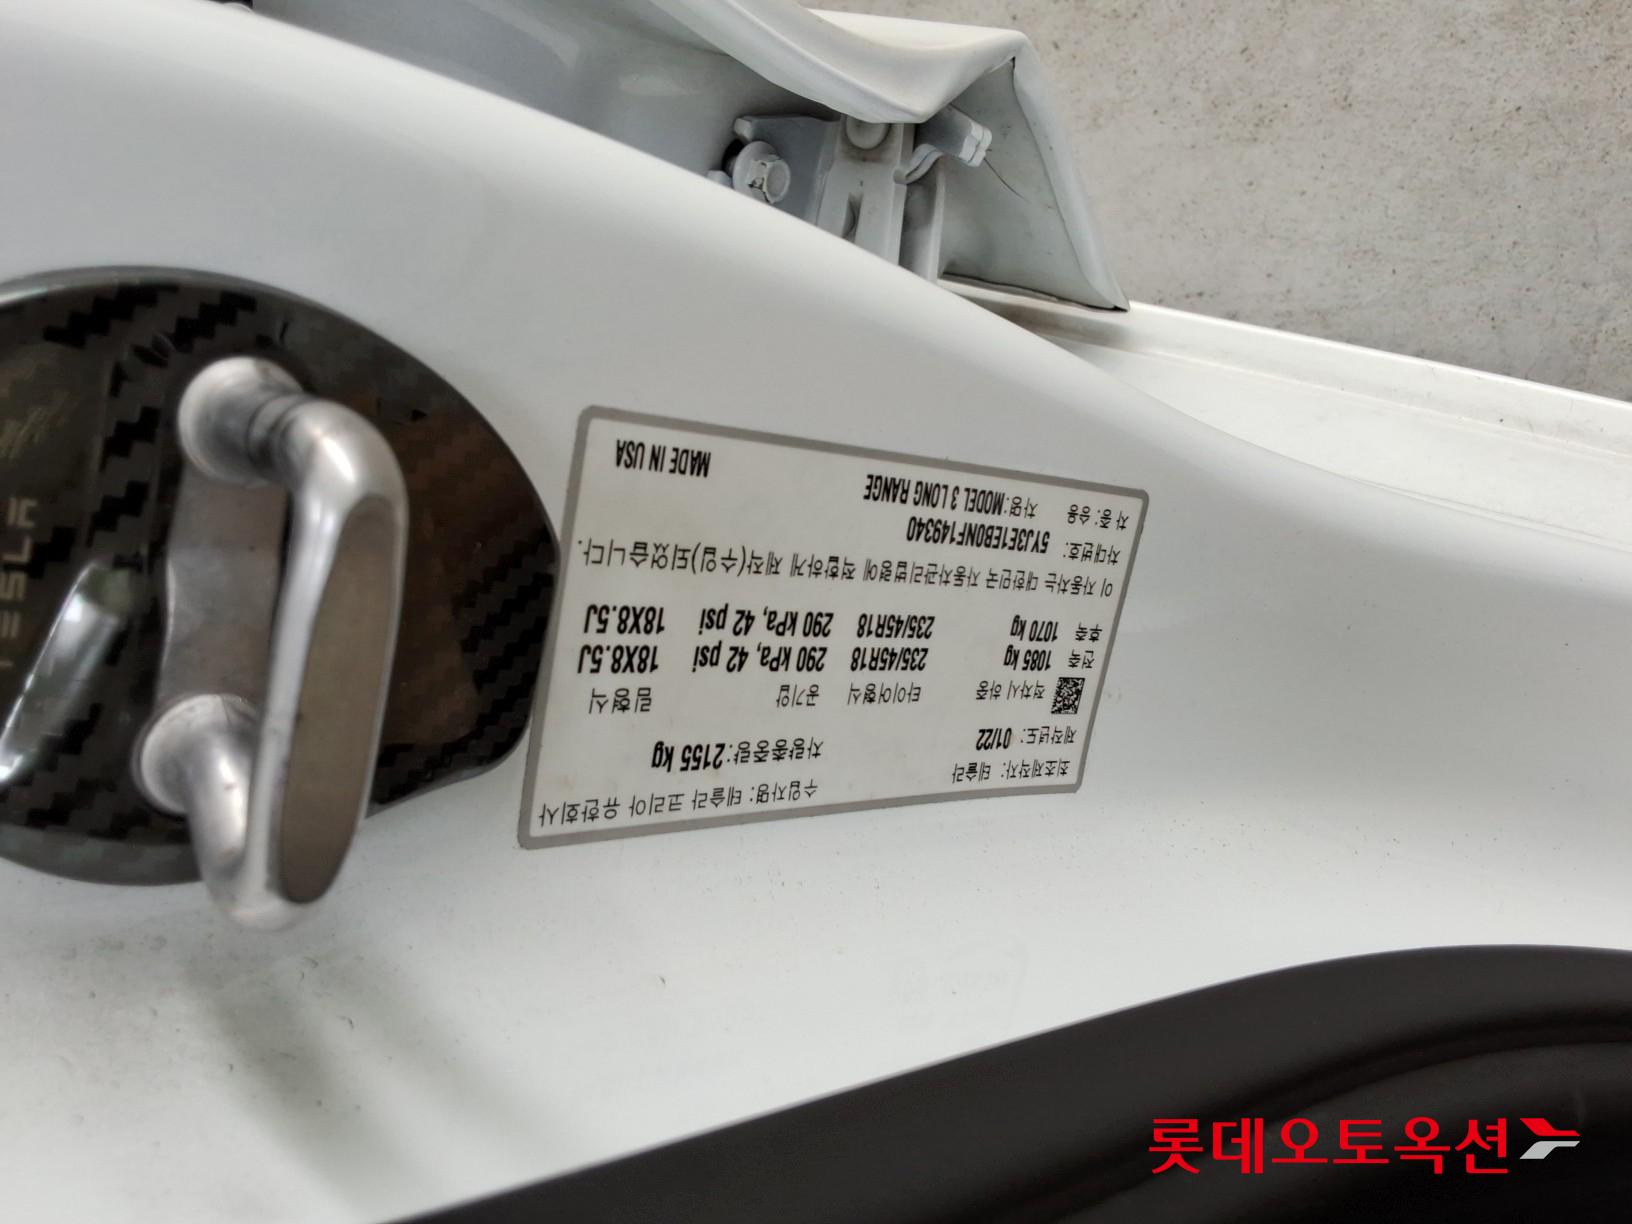 최초제작자: 테슬라 수입자명: 테슬라 코리아 유한회사
제작년도: 01/22 차량총중량: 2155 kg
적차시 하중 타이어형식 공기압 림형식
전축 1085 kg 235/45R18 290 kPa, 42 psi 18X8.5J
후축 1070 kg 235/45R18 290 kPa, 42 psi 18X8.5J
이 자동차는 대한민국 자동차관리법령에 적합하게 제작(수입)되었습니다.
차대번호: 5YJ3E1EB0NF149340
차 종: 승용 차명: MODEL 3 LONG RANGE MADE IN USA
TESLA
롯데오토옥션